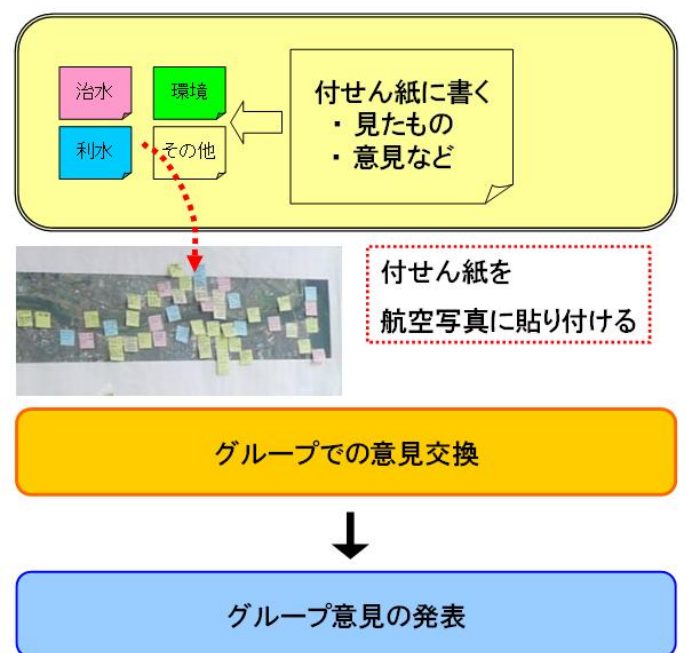 治水
環境
利水
その他
付せん紙に書く
・ 見たもの
・ 意見など
付せん紙を
航空写真に貼り付ける
グループでの意見交換
グループ意見の発表